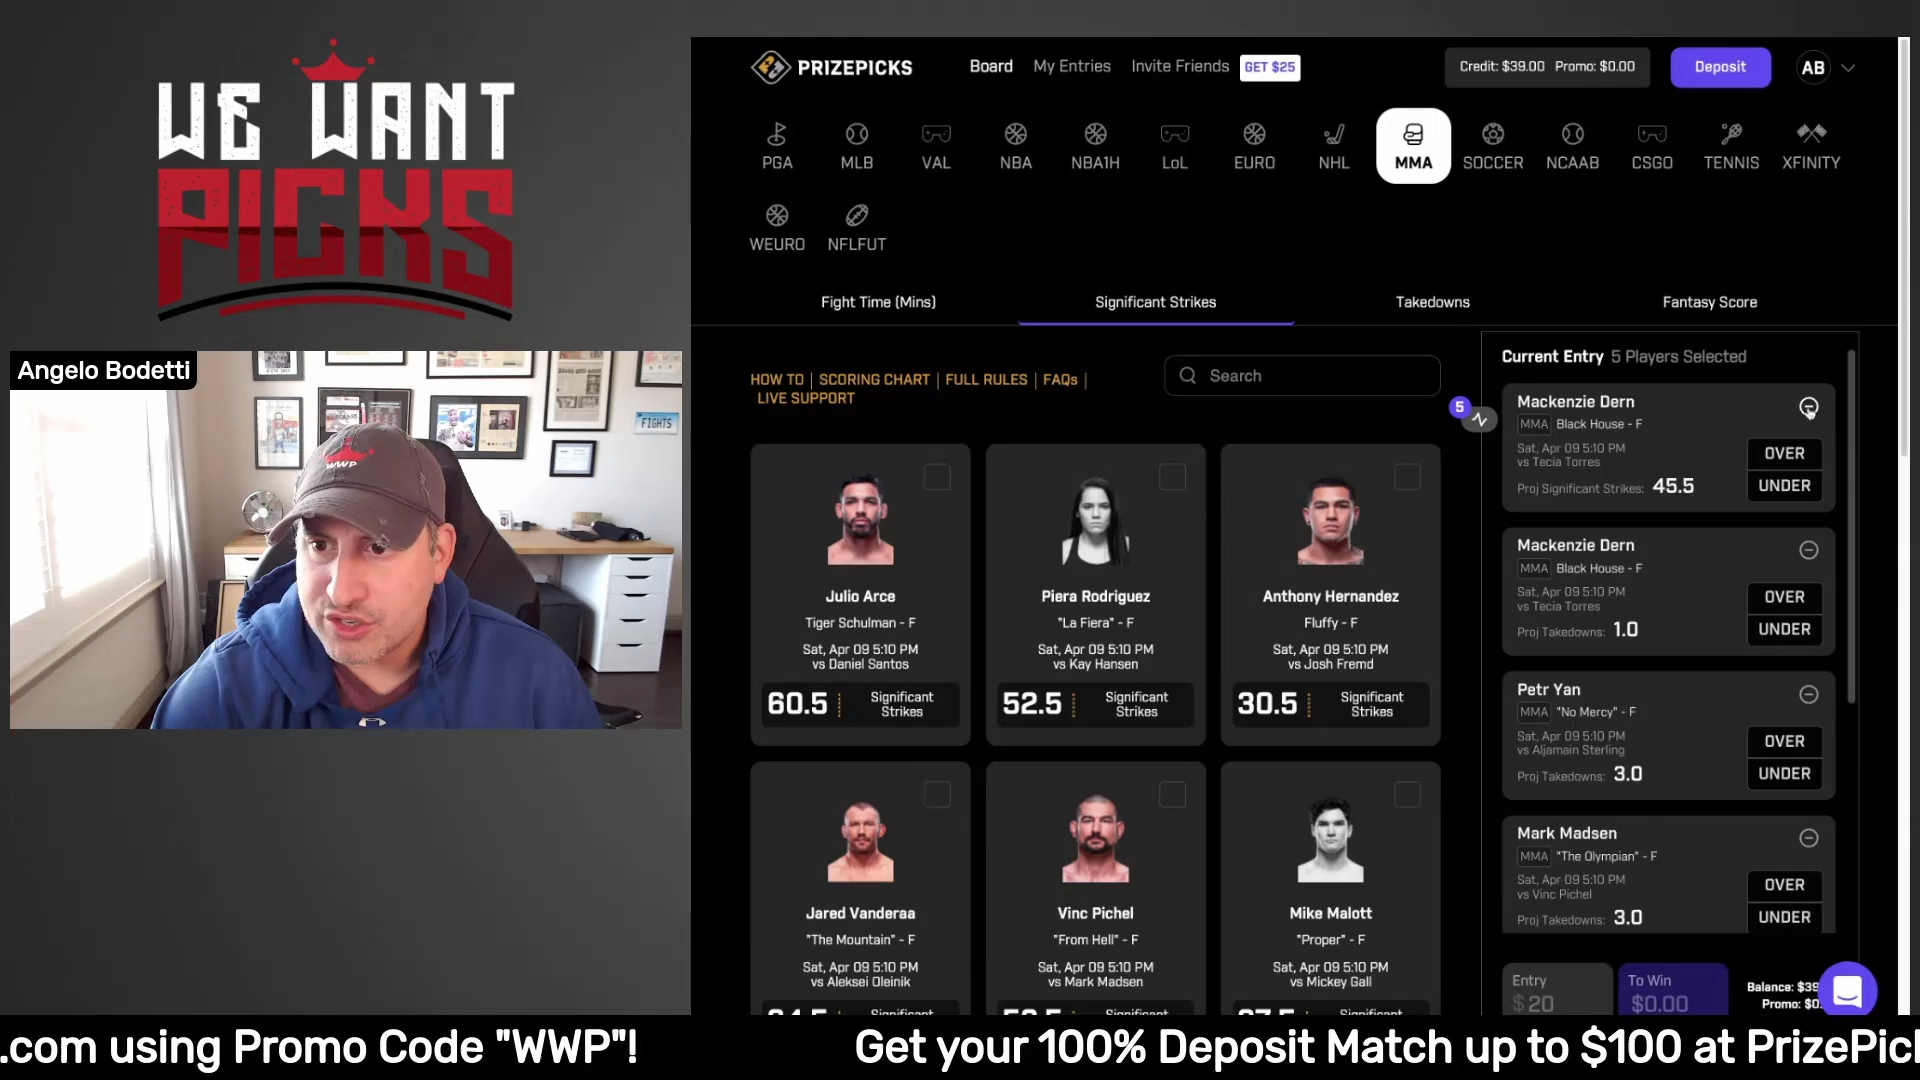 WE WANT
PICKS
Angelo Bodetti
WWP
FIGHTS
PRIZEPICKS
Board
My Entries
Invite Friends
GET $25
Credit: $39.00 Promo: $0.00
Deposit
AB
PGA
MLB
VAL
NBA
NBA1H
LoL
EURO
NHL
MMA
SOCCER
NCAAB
CSGO
TENNIS
XFINITY
WEURO
NFLFUT
Fight Time (Mins)
Significant Strikes
Takedowns
Fantasy Score
HOW TO | SCORING CHART | FULL RULES | FAQs |
LIVE SUPPORT
Search
5
Julio Arce
Tiger Schulman - F
Sat, Apr 09 5:10 PM
vs Daniel Santos
60.5
Significant
Strikes
Piera Rodriguez
"La Fiera" - F
Sat, Apr 09 5:10 PM
vs Kay Hansen
52.5
Significant
Strikes
Anthony Hernandez
Fluffy - F
Sat, Apr 09 5:10 PM
vs Josh Fremd
30.5
Significant
Strikes
Jared Vanderaa
"The Mountain" - F
Sat, Apr 09 5:10 PM
vs Aleksei Oleinik
Significant
Vinc Pichel
"From Hell" - F
Sat, Apr 09 5:10 PM
vs Mark Madsen
Significant
Mike Malott
"Proper" - F
Sat, Apr 09 5:10 PM
vs Mickey Gall
Significant
Current Entry 5 Players Selected
Mackenzie Dern
MMA Black House - F
Sat, Apr 09 5:10 PM
vs Tecia Torres
Proj Significant Strikes: 45.5
OVER
UNDER
Mackenzie Dern
MMA Black House - F
Sat, Apr 09 5:10 PM
vs Tecia Torres
Proj Takedowns: 1.0
OVER
UNDER
Petr Yan
MMA "No Mercy" - F
Sat, Apr 09 5:10 PM
vs Aljamain Sterling
Proj Takedowns: 3.0
OVER
UNDER
Mark Madsen
MMA "The Olympian" - F
Sat, Apr 09 5:10 PM
vs Vinc Pichel
Proj Takedowns: 3.0
OVER
UNDER
Entry
$ 20
To Win
$0.00
Balance: $39
Promo: $0
.com using Promo Code "WWP"! Get your 100% Deposit Match up to $100 at PrizePic